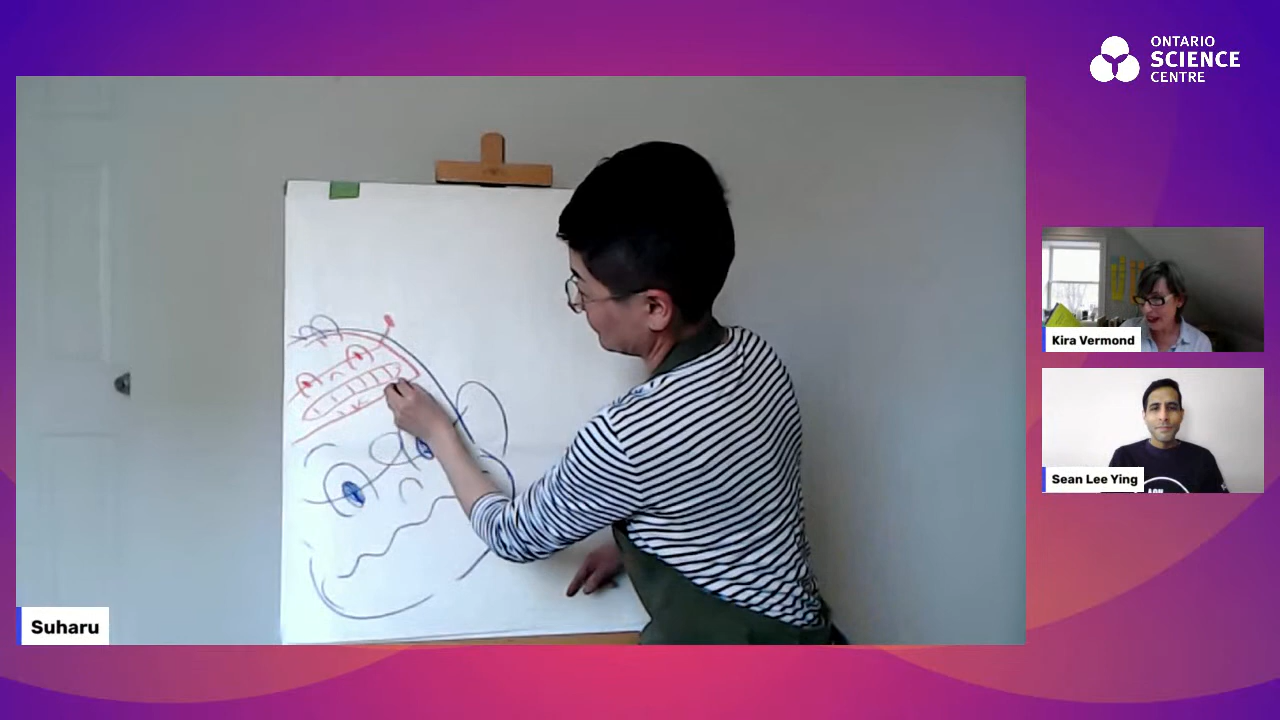 ONTARIO
SCIENCE
CENTRE
Kira Vermond
Sean Lee Ying
Suharu